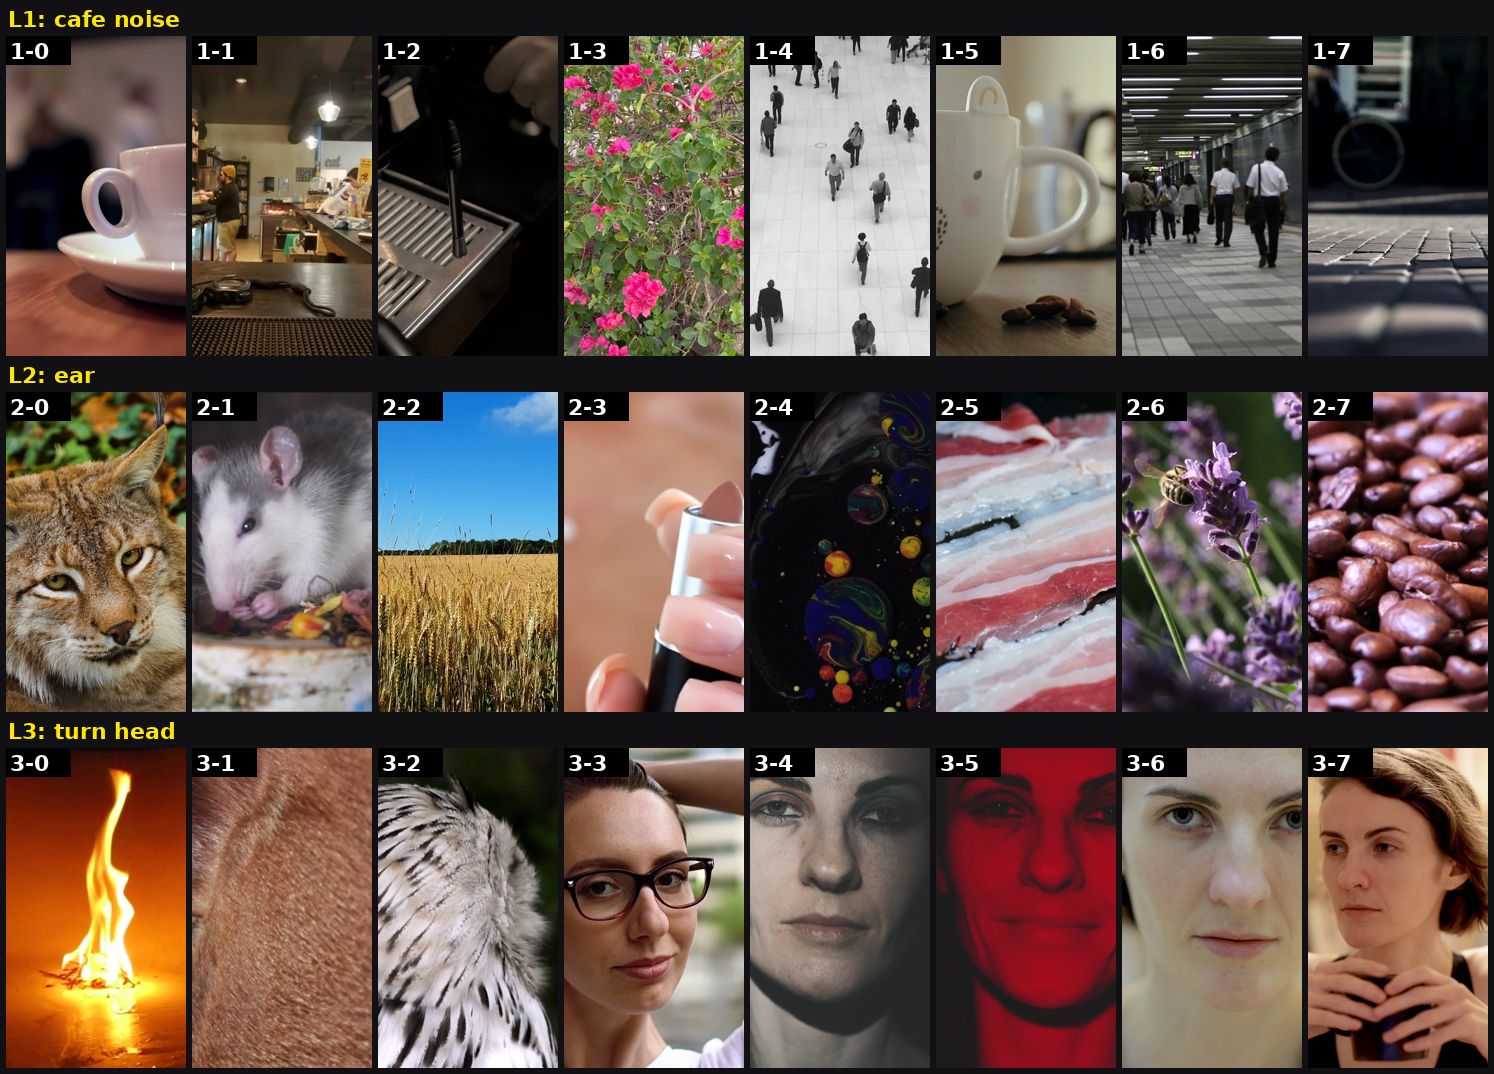 L1: cafe noise
1-0 1-1 1-2 1-3 1-4 1-5 1-6 1-7
eat
L2: ear
2-0 2-1 2-2 2-3 2-4 2-5 2-6 2-7
L3: turn head
3-0 3-1 3-2 3-3 3-4 3-5 3-6 3-7